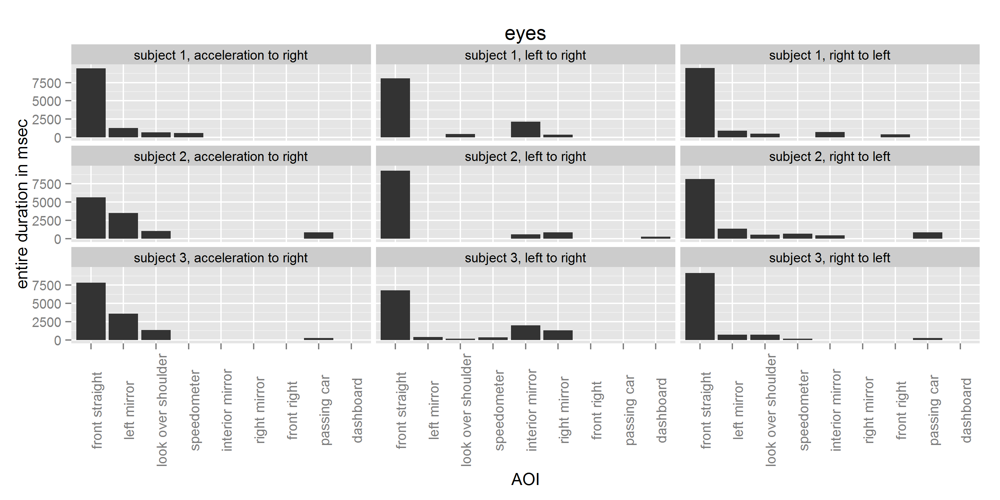 eyes
subject 1, acceleration to right
subject 1, left to right
subject 1, right to left
7500
5000
2500
0
subject 2, acceleration to right
subject 2, left to right
subject 2, right to left
7500
5000
2500
0
subject 3, acceleration to right
subject 3, left to right
subject 3, right to left
7500
5000
2500
0
entire duration in msec
front straight
left mirror
look over shoulder
speedometer
interior mirror
right mirror
front right
passing car
dashboard
front straight
left mirror
look over shoulder
speedometer
interior mirror
right mirror
front right
passing car
dashboard
front straight
left mirror
look over shoulder
speedometer
interior mirror
right mirror
front right
passing car
dashboard
AOI